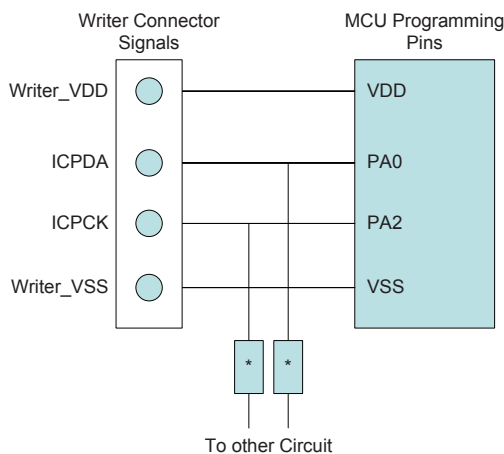 Writer Connector
Signals
MCU Programming
Pins
Writer_VDD
VDD
ICPDA
PA0
ICPCK
PA2
Writer_VSS
VSS
* *
To other Circuit